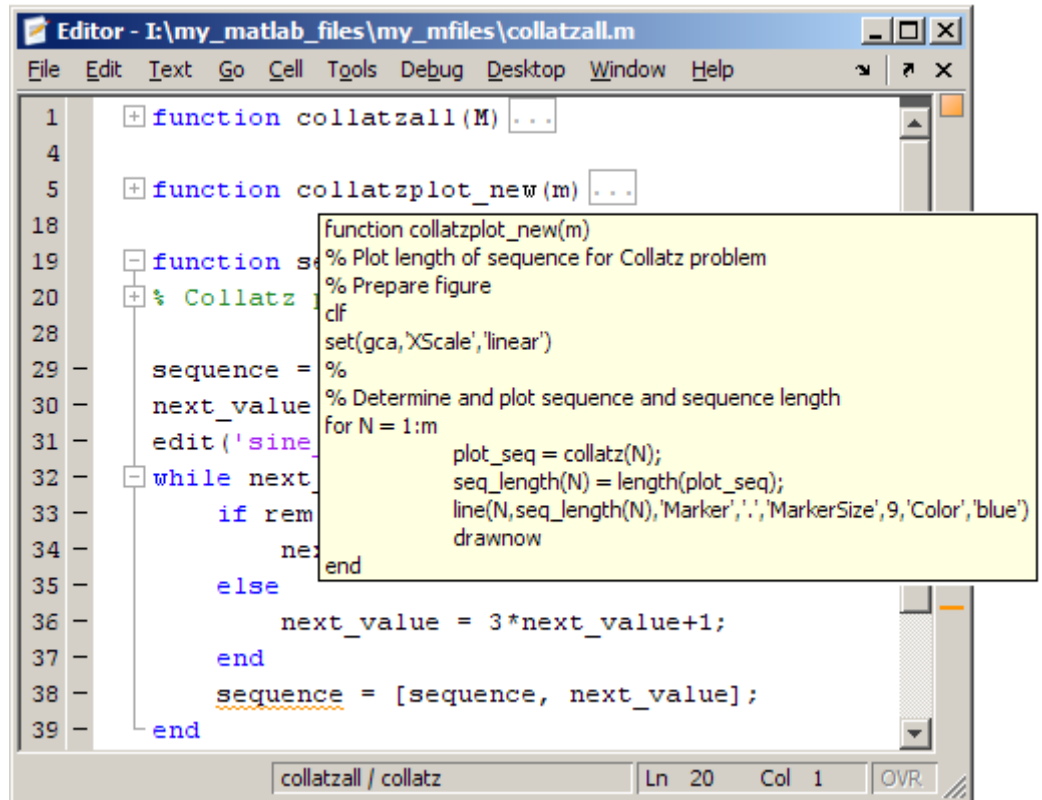 Editor - I:\my_matlab_files\my_mfiles\collatzall.m
File Edit Text Go Cell Tools Debug Desktop Window Help
1 function collatzall(M) ...
4
5 function collatzplot_new(m) ...
18
19 function se
20 % Collatz
28
29 – sequence =
30 – next_value
31 – edit('sine_
32 – while next_
33 – if rem
34 – nex
35 – else
36 – next_value = 3*next_value+1;
37 – end
38 – sequence = [sequence, next_value];
39 – end
function collatzplot_new(m)
% Plot length of sequence for Collatz problem
% Prepare figure
clf
set(gca,'XScale','linear')
%
% Determine and plot sequence and sequence length
for N = 1:m
plot_seq = collatz(N);
seq_length(N) = length(plot_seq);
line(N,seq_length(N),'Marker','.','MarkerSize',9,'Color','blue')
drawnow
end
collatzall / collatz Ln 20 Col 1 OVR